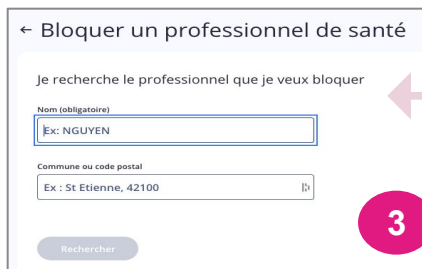 ← Bloquer un professionnel de santé
Je recherche le professionnel que je veux bloquer
Nom (obligatoire)
Ex: NGUYEN
Commune ou code postal
Ex : St Etienne, 42100
3
Rechercher